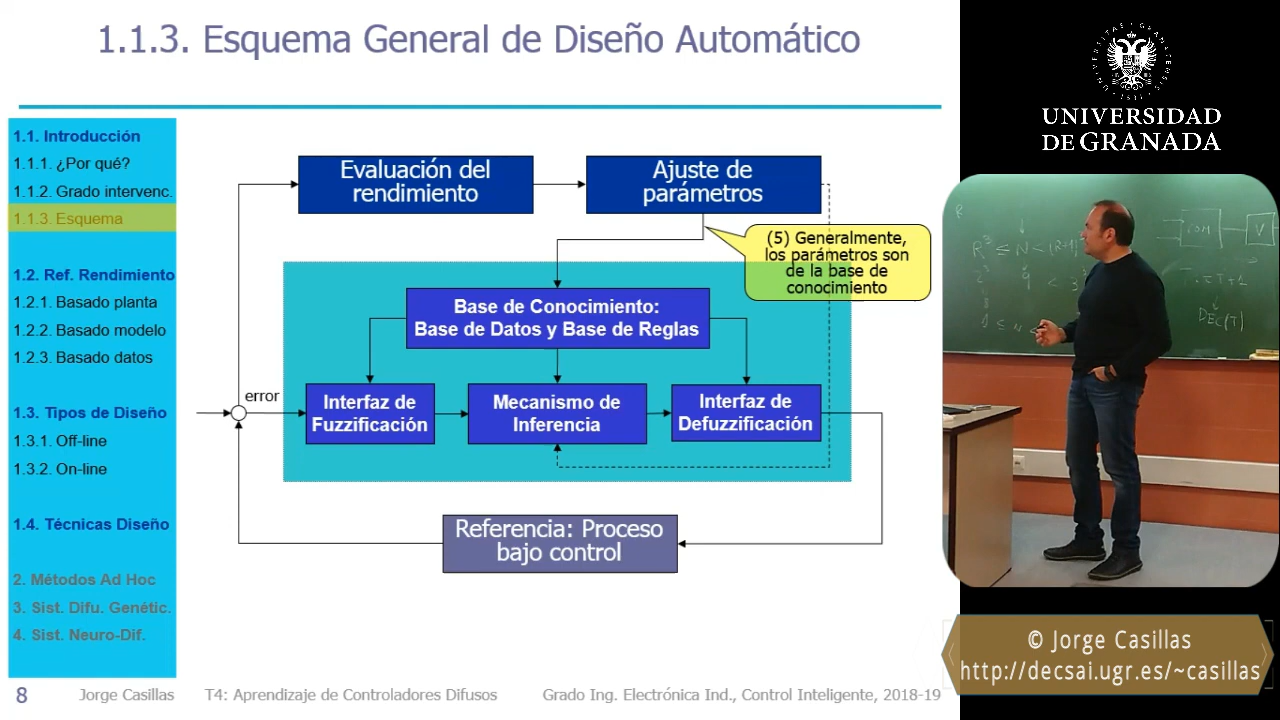 1.1.3. Esquema General de Diseño Automático
1.1. Introducción
1.1.1. ¿Por qué?
1.1.2. Grado intervenc.
1.1.3. Esquema
1.2. Ref. Rendimiento
1.2.1. Basado planta
1.2.2. Basado modelo
1.2.3. Basado datos
1.3. Tipos de Diseño
1.3.1. Off-line
1.3.2. On-line
1.4. Técnicas Diseño
2. Métodos Ad Hoc
3. Sist. Difu. Genétic.
4. Sist. Neuro-Dif.
Evaluación del
rendimiento
Ajuste de
parámetros
(5) Generalmente,
los parámetros son
de la base de
conocimiento
Base de Conocimiento:
Base de Datos y Base de Reglas
error
Interfaz de
Fuzzificación
Mecanismo de
Inferencia
Interfaz de
Defuzzificación
Referencia: Proceso
bajo control
8 Jorge Casillas T4: Aprendizaje de Controladores Difusos Grado Ing. Electrónica Ind., Control Inteligente, 2018-19
UNIVERSIDAD
DE GRANADA
DEC(T)
© Jorge Casillas
http://decsai.ugr.es/~casillas